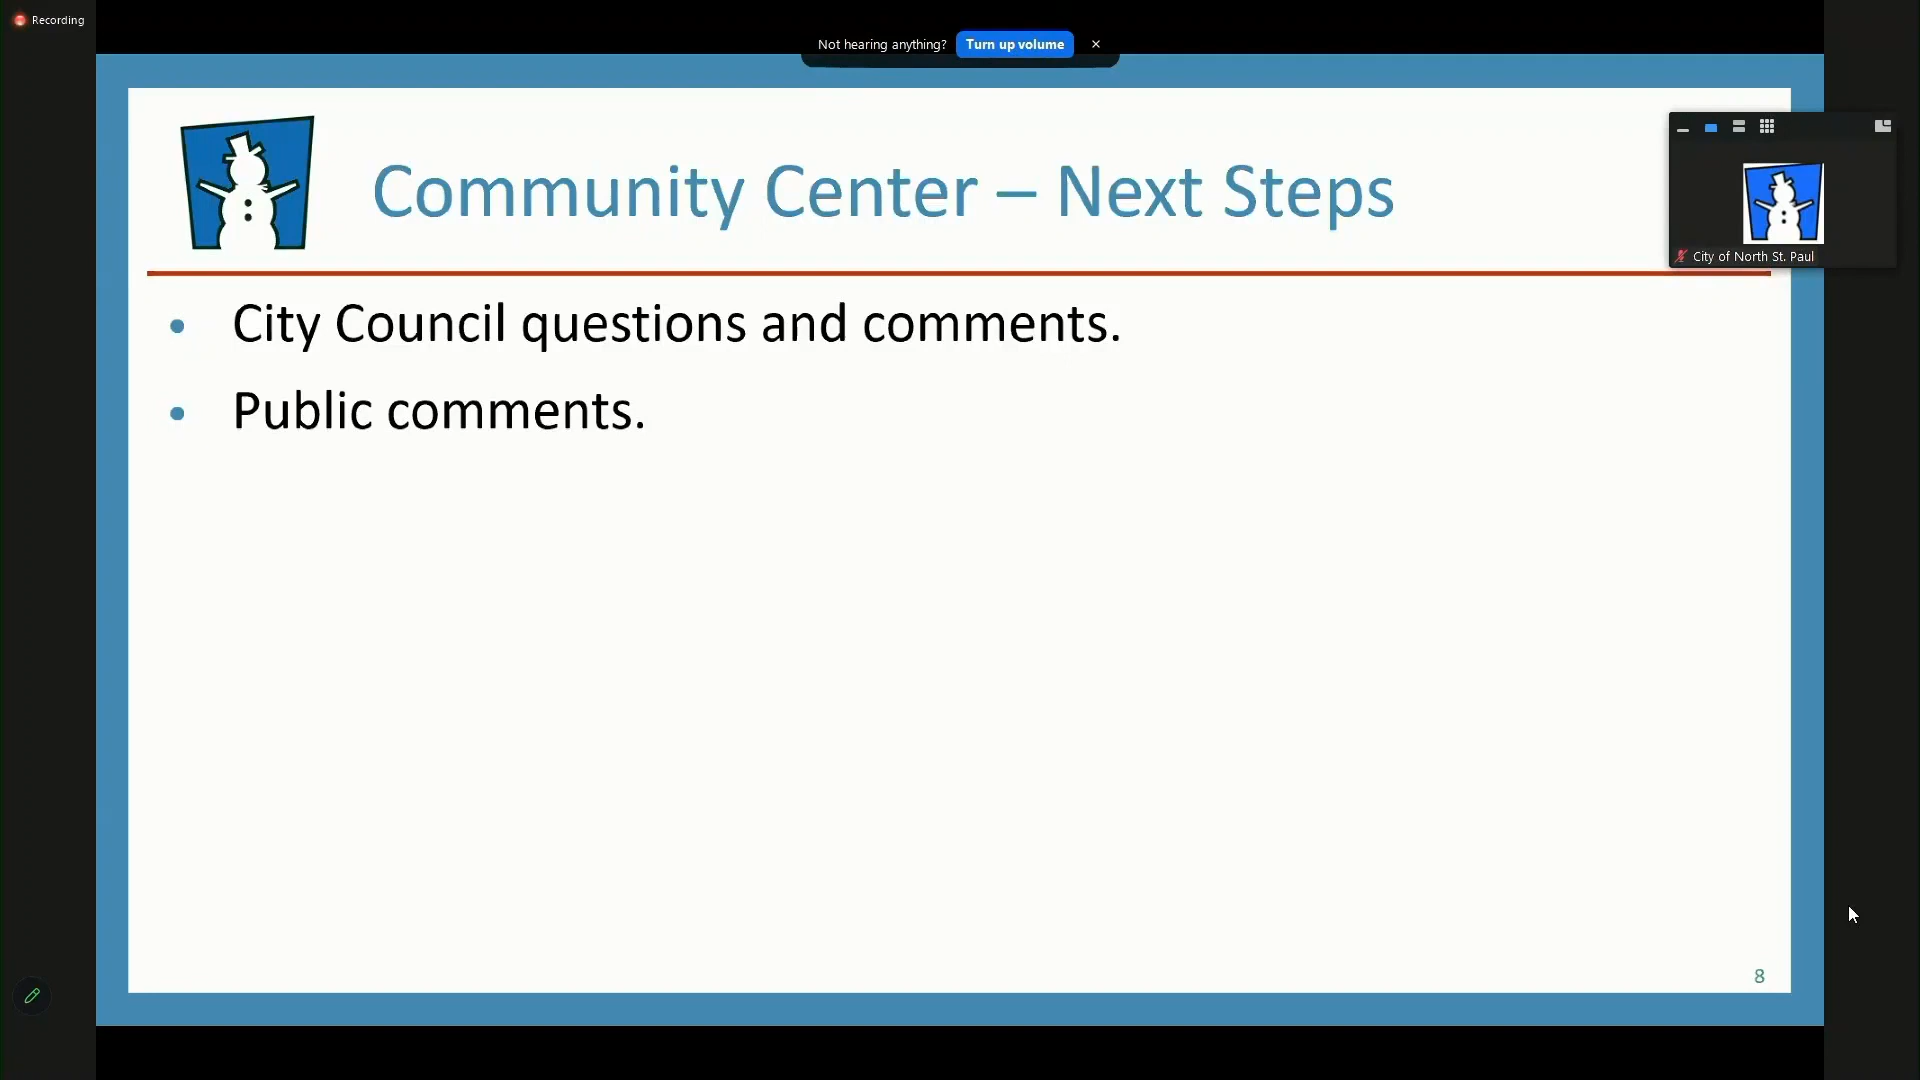 Recording
Not hearing anything? Turn up volume
Community Center – Next Steps
City of North St. Paul
• City Council questions and comments.
• Public comments.
8